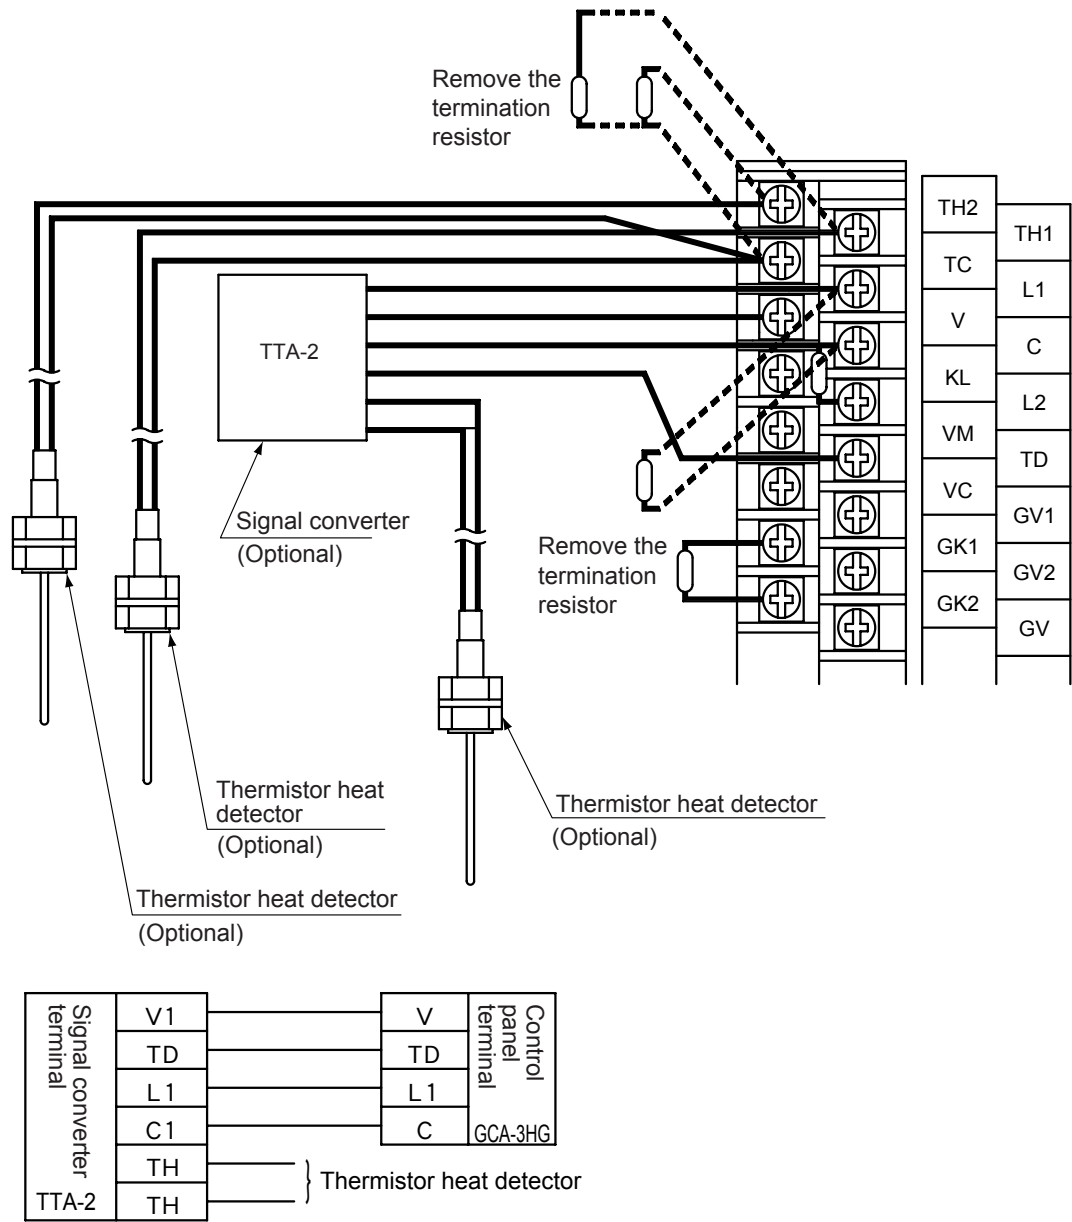 Remove the
termination
resistor
TH2
TH1
TC
L1
V
C
KL
L2
VM
TD
VC
GV1
GK1
GV2
GK2
GV
TTA-2
Signal converter
(Optional)
Remove the
termination
resistor
Thermistor heat
detector
(Optional)
Thermistor heat detector
(Optional)
Thermistor heat detector
(Optional)
Signal converter
terminal
TTA-2
V1
TD
L1
C1
TH
TH
V
TD
L1
C
Control
panel
terminal
GCA-3HG
Thermistor heat detector